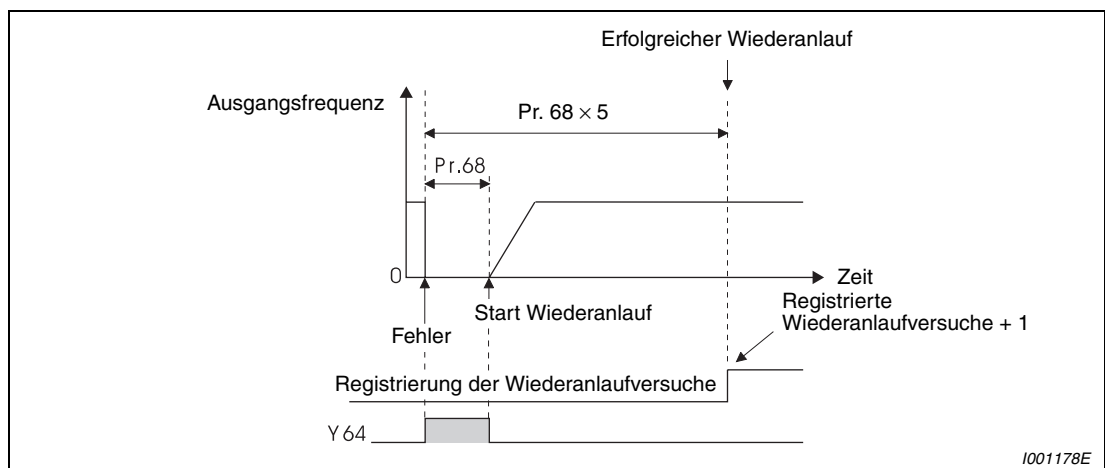 Erfolgreicher Wiederanlauf
Ausgangsfrequenz
Pr. 68 × 5
Pr.68
0
Zeit
Start Wiederanlauf
Registrierte
Wiederanlaufversuche + 1
Fehler
Registrierung der Wiederanlaufversuche
Y64
I001178E